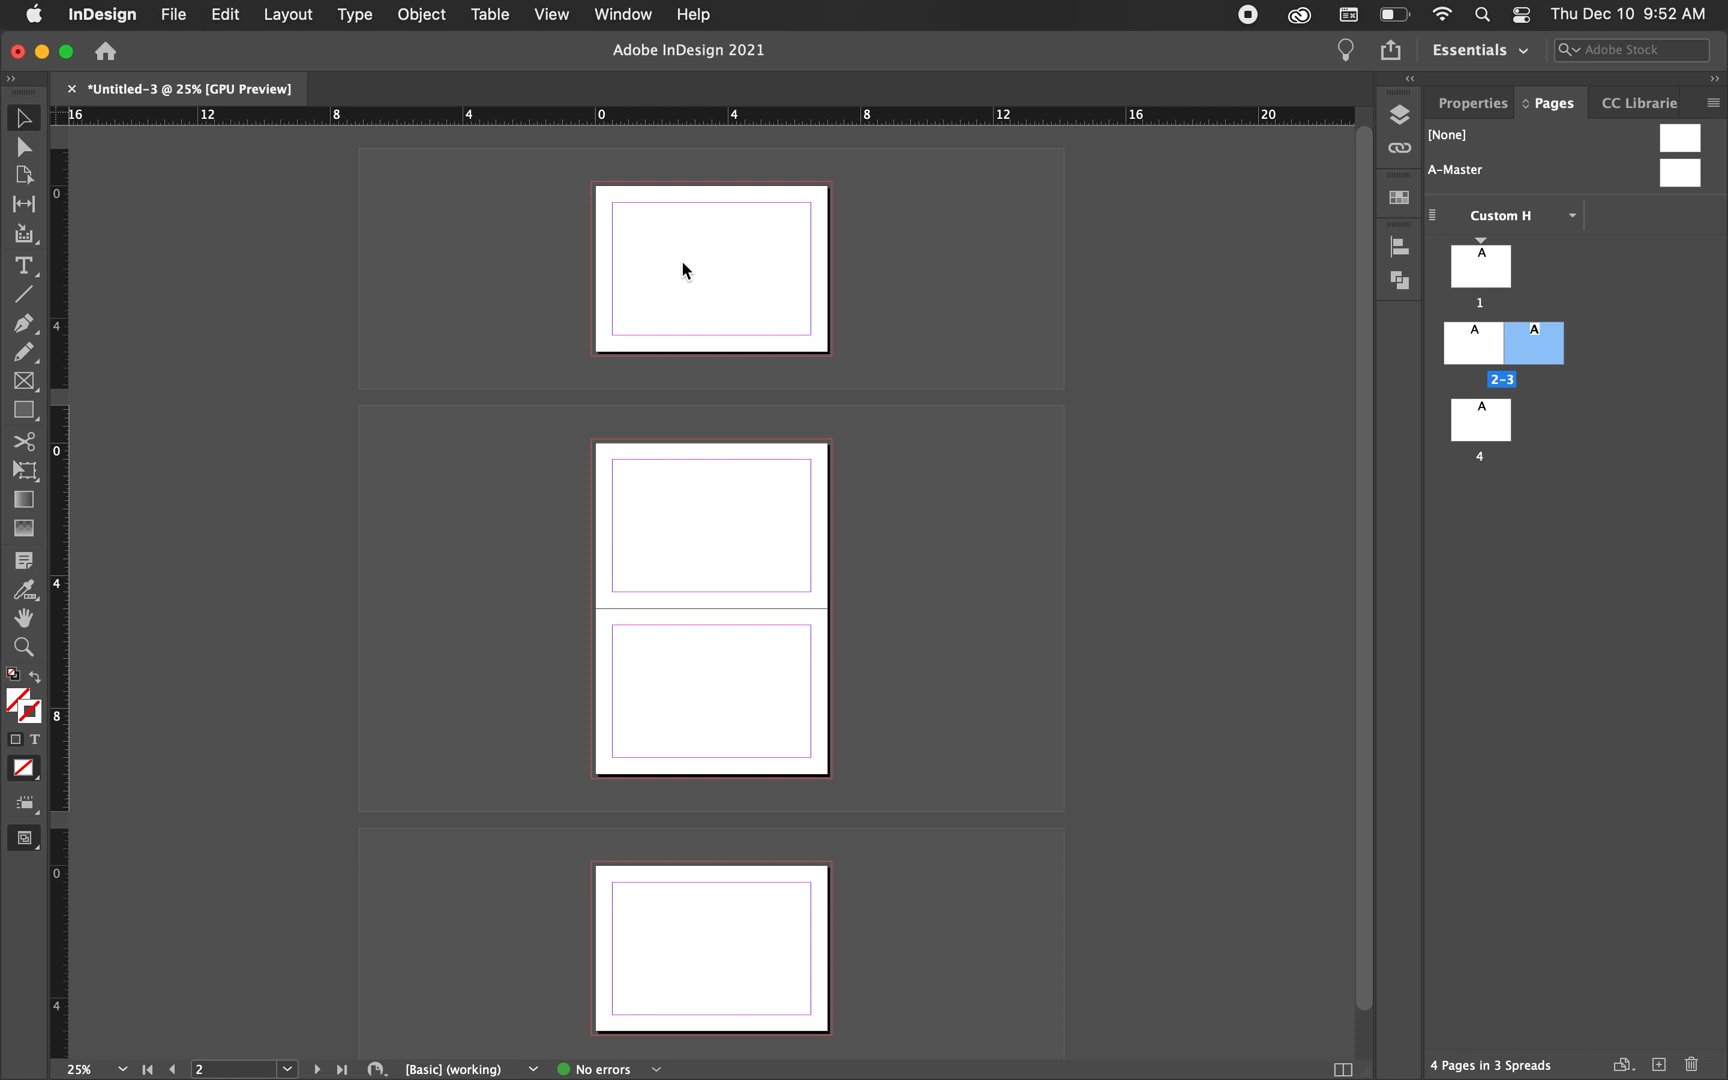 InDesign File Edit Layout Type Object Table View Window Help Thu Dec 10 9:52 AM
Adobe InDesign 2021 Essentials Adobe Stock
*Untitled-3 @ 25% [GPU Preview]
16 12 8 4 0 4 8 12 16 20
Properties Pages CC Librarie
[None]
A-Master
Custom H
A
1
A A
2-3
A
4
0
4
0
4
8
0
4
T
T
25% 2 [Basic] (working) No errors
4 Pages in 3 Spreads